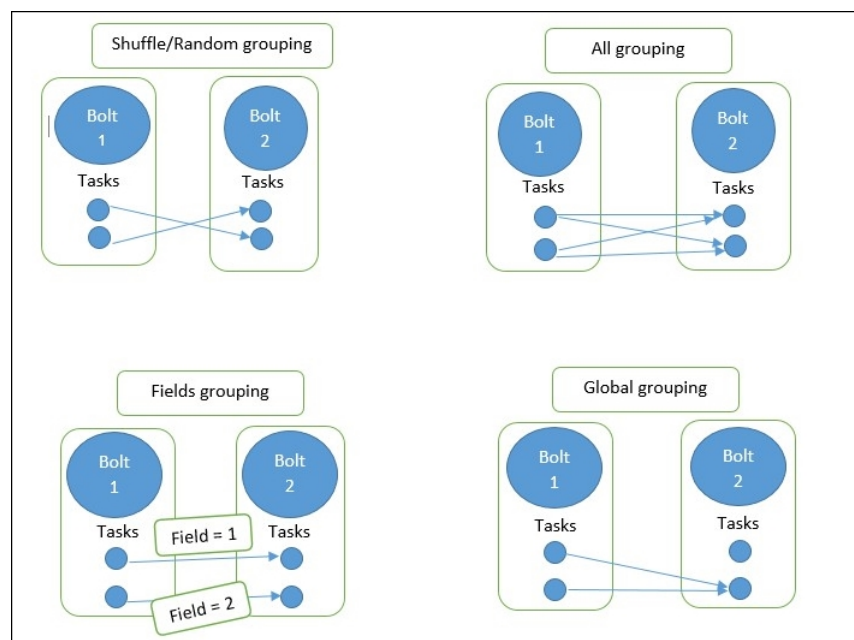 Shuffle/Random grouping
Bolt
1
Tasks
Bolt
2
Tasks
All grouping
Bolt
1
Tasks
Bolt
2
Tasks
Fields grouping
Bolt
1
Tasks
Bolt
2
Tasks
Field = 1
Field = 2
Global grouping
Bolt
1
Tasks
Bolt
2
Tasks